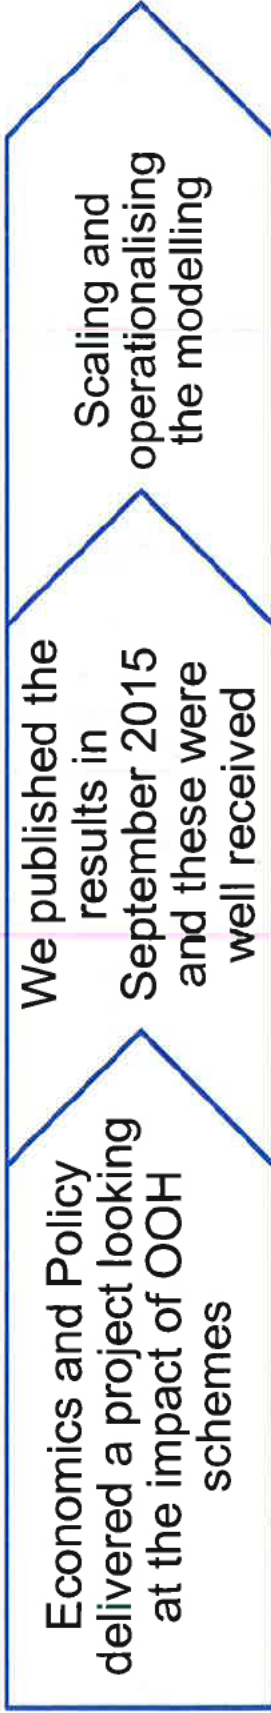 Economics and Policy
delivered a project looking
at the impact of OOH
schemes
We published the
results in
September 2015
and these were
well received
Scaling and
operationalising
the modelling